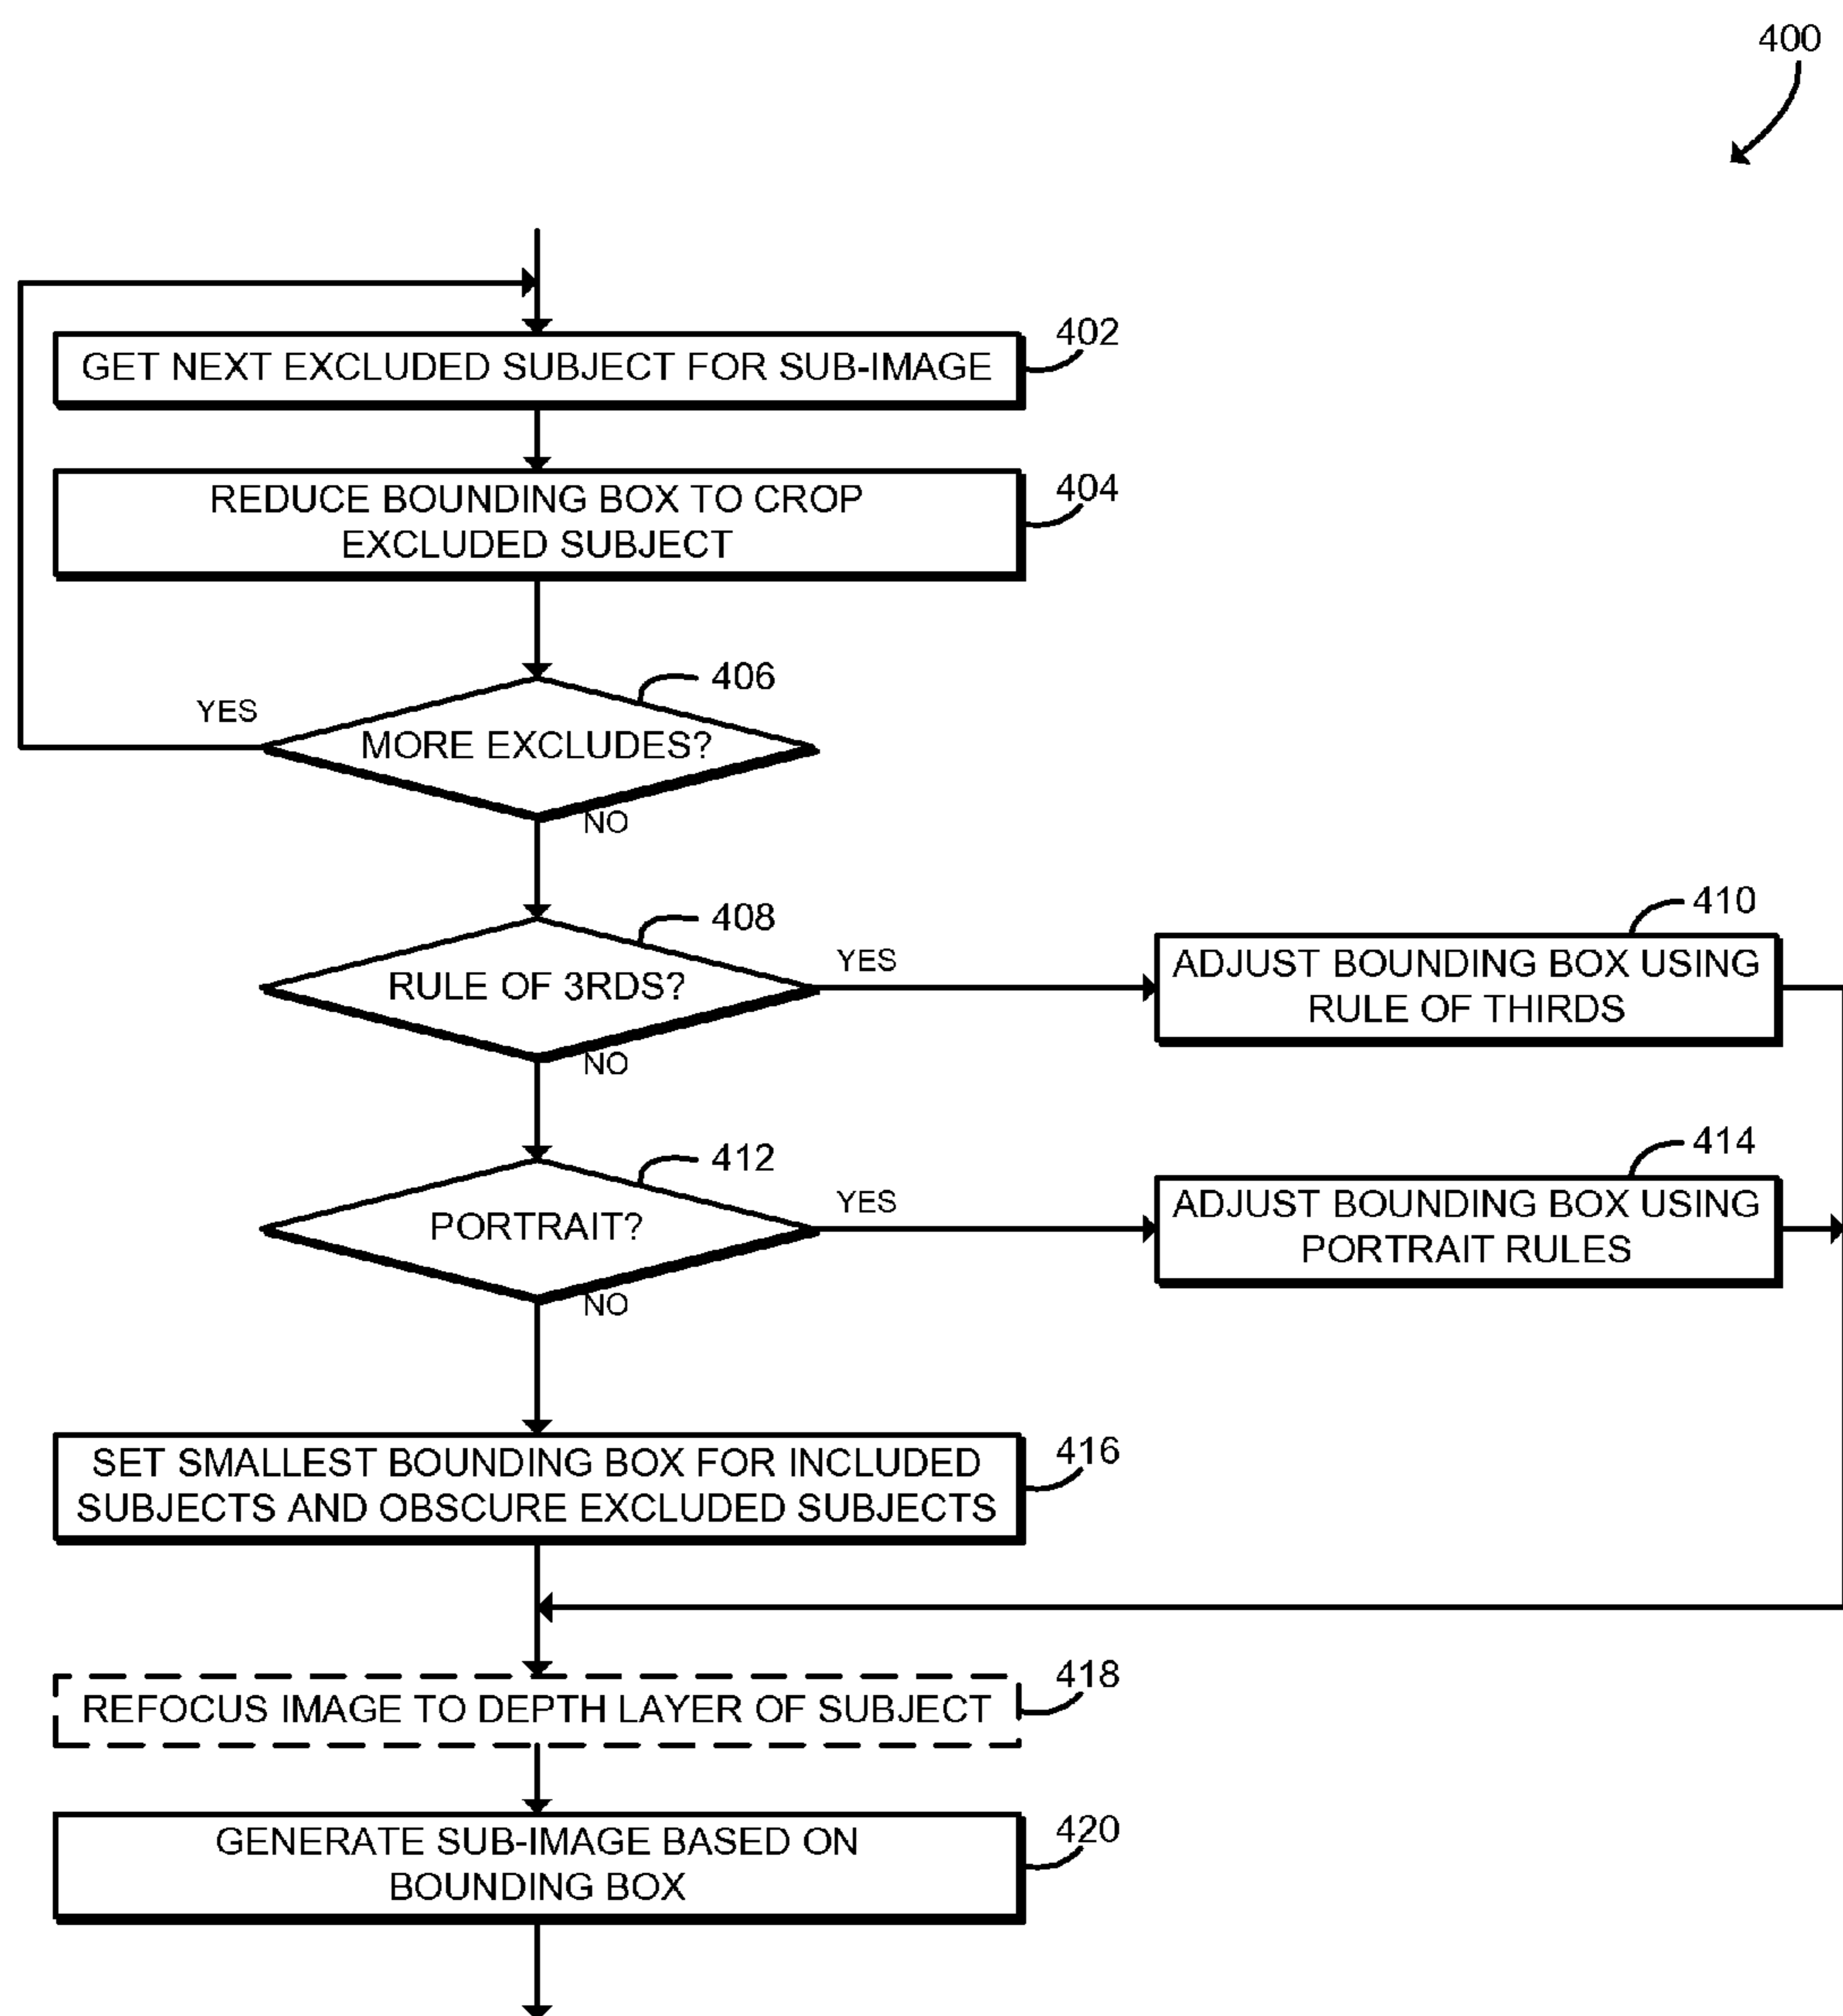 400
GET NEXT EXCLUDED SUBJECT FOR SUB-IMAGE
402
REDUCE BOUNDING BOX TO CROP
EXCLUDED SUBJECT
404
406
YES
MORE EXCLUDES?
NO
408
RULE OF 3RDS?
YES
NO
410
ADJUST BOUNDING BOX USING
RULE OF THIRDS
412
PORTRAIT?
YES
NO
414
ADJUST BOUNDING BOX USING
PORTRAIT RULES
SET SMALLEST BOUNDING BOX FOR INCLUDED
SUBJECTS AND OBSCURE EXCLUDED SUBJECTS
416
REFOCUS IMAGE TO DEPTH LAYER OF SUBJECT
418
GENERATE SUB-IMAGE BASED ON
BOUNDING BOX
420